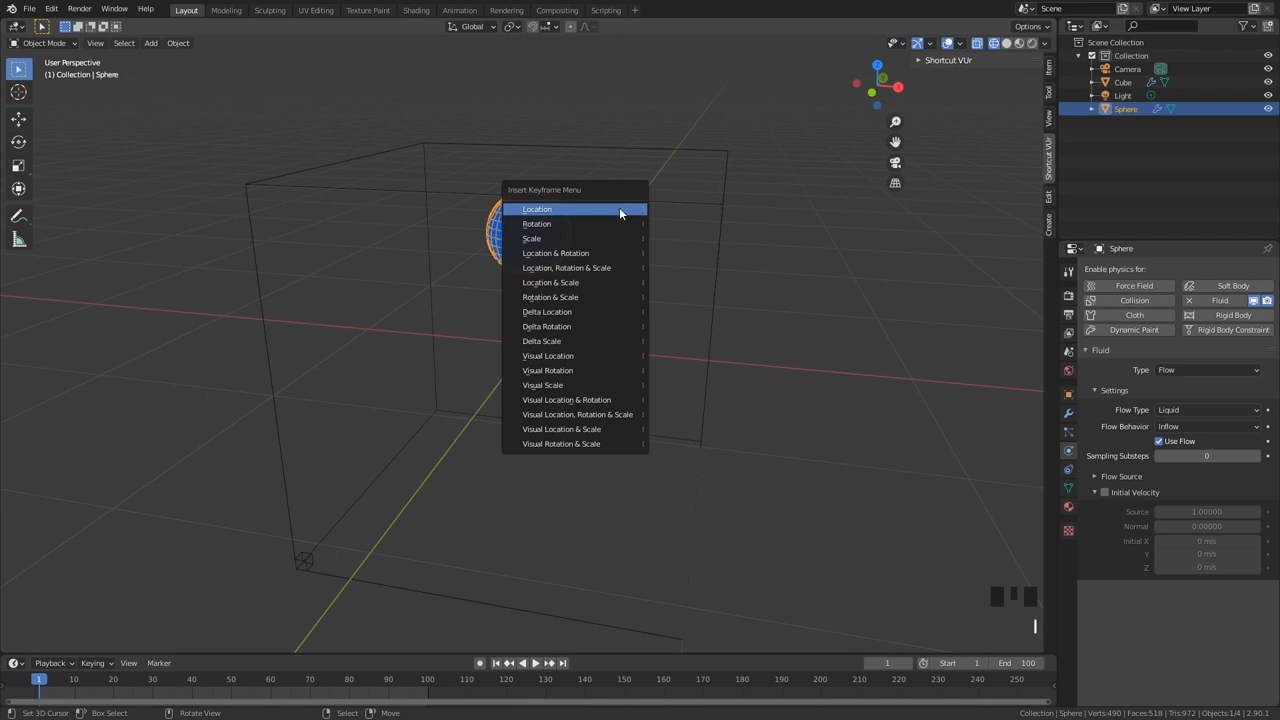 File Edit Render Window Help Layout Modeling Sculpting UV Editing Texture Paint Shading Animation Rendering Compositing Scripting + Scene View Layer
Global Options
Object Mode View Select Add Object
User Perspective
(1) Collection | Sphere
Shortcut VUr
Z
Y
X
Item
Tool
View
Shortcut VUr
Edit
Create
Insert Keyframe Menu
Location I
Rotation I
Scale I
Location & Rotation I
Location, Rotation & Scale I
Location & Scale I
Rotation & Scale I
Delta Location I
Delta Rotation I
Delta Scale I
Visual Location I
Visual Rotation I
Visual Scale I
Visual Location & Rotation I
Visual Location, Rotation & Scale I
Visual Location & Scale I
Visual Rotation & Scale I
I
Scene Collection
Collection
Camera
Cube
Light
Sphere
Sphere
Enable physics for:
Force Field Soft Body
Collision Fluid
Cloth Rigid Body
Dynamic Paint Rigid Body Constraint
Fluid
Type Flow
Settings
Flow Type Liquid
Flow Behavior Inflow
Use Flow
Sampling Substeps 0
Flow Source
Initial Velocity
Source 1.00000
Normal 0.00000
Initial X 0 m/s
Y 0 m/s
Z 0 m/s
Playback Keying View Marker 1 Start 1 End 100
1 10 20 30 40 50 60 70 80 90 100 110 120 130 140 150 160 170 180 190 200 210 220 230 240 250
Set 3D Cursor Box Select Rotate View Select Move Collection | Sphere | Verts:490 | Faces:518 | Tris:972 | Objects:1/4 | 2.90.1